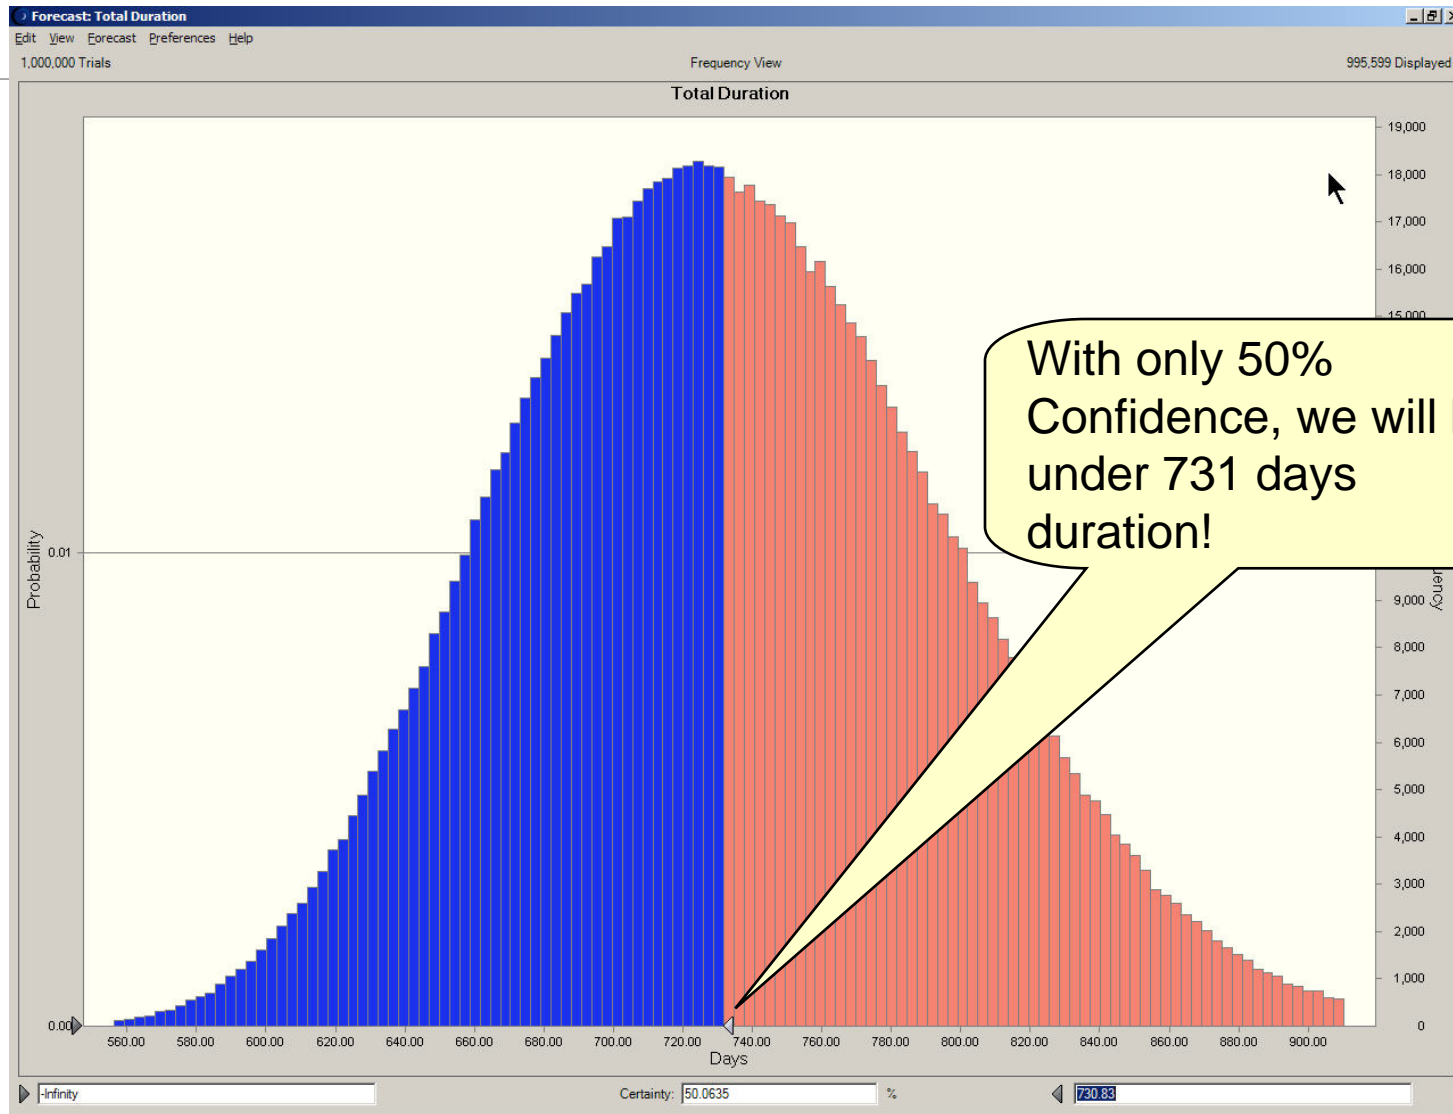 Forecast: Total Duration
Edit View Forecast Preferences Help
1,000,000 Trials Frequency View 995,599 Displayed
Total Duration
19,000
18,000
17,000
16,000
15,000
With only 50%
Confidence, we will
under 731 days
duration!
Probability
0.01
9,000
8,000
7,000
6,000
5,000
4,000
3,000
2,000
1,000
0.00 0
560.00 580.00 600.00 620.00 640.00 660.00 680.00 700.00 720.00 740.00 760.00 780.00 800.00 820.00 840.00 860.00 880.00 900.00
Days
-Infinity Certainty: 50.0635 % 730.83